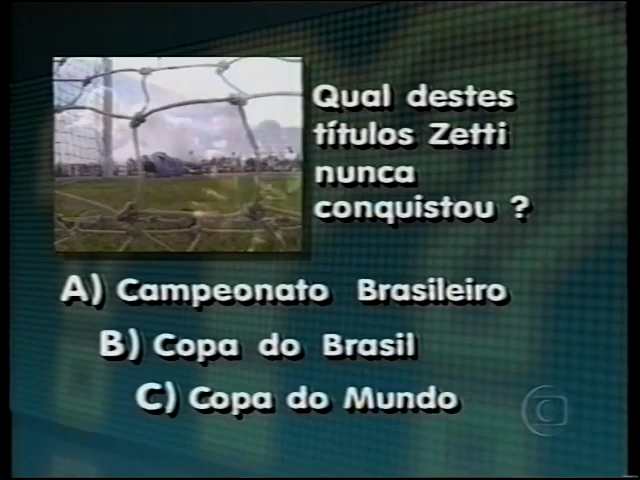 Qual destes
títulos Zetti
nunca
conquistou ?
A) Campeonato Brasileiro
B) Copa do Brasil
C) Copa do Mundo